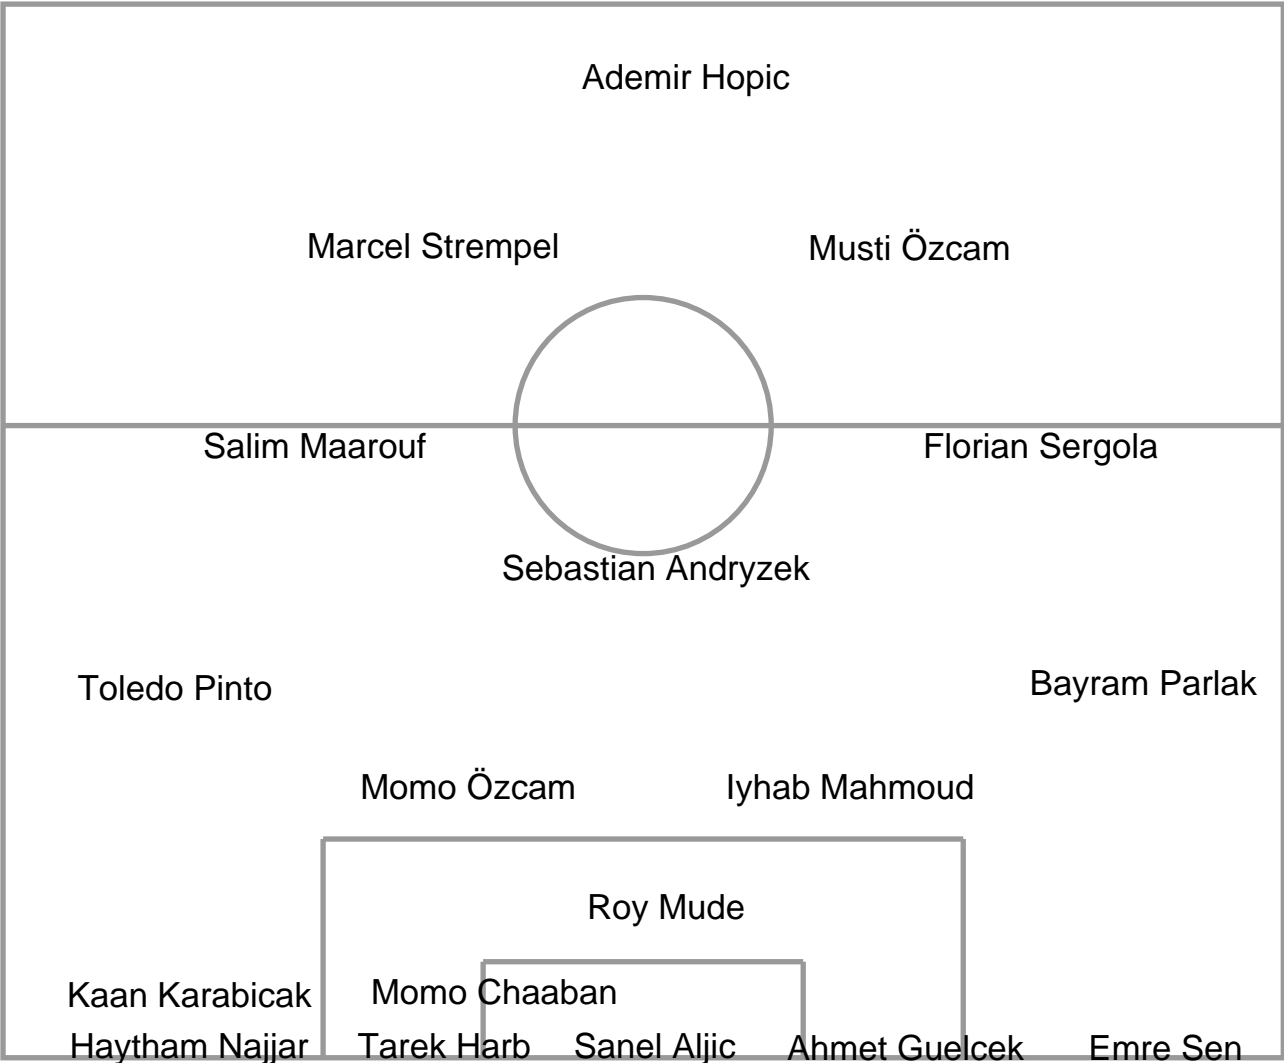 Ademir Hopic
Marcel Strempel Musti Özcam
Salim Maarouf Florian Sergola
Sebastian Andryzek
Toledo Pinto Bayram Parlak
Momo Özcam Iyhab Mahmoud
Roy Mude
Kaan Karabicak Momo Chaaban
Haytham Najjar Tarek Harb Sanel Aljic Ahmet Guelcek Emre Sen